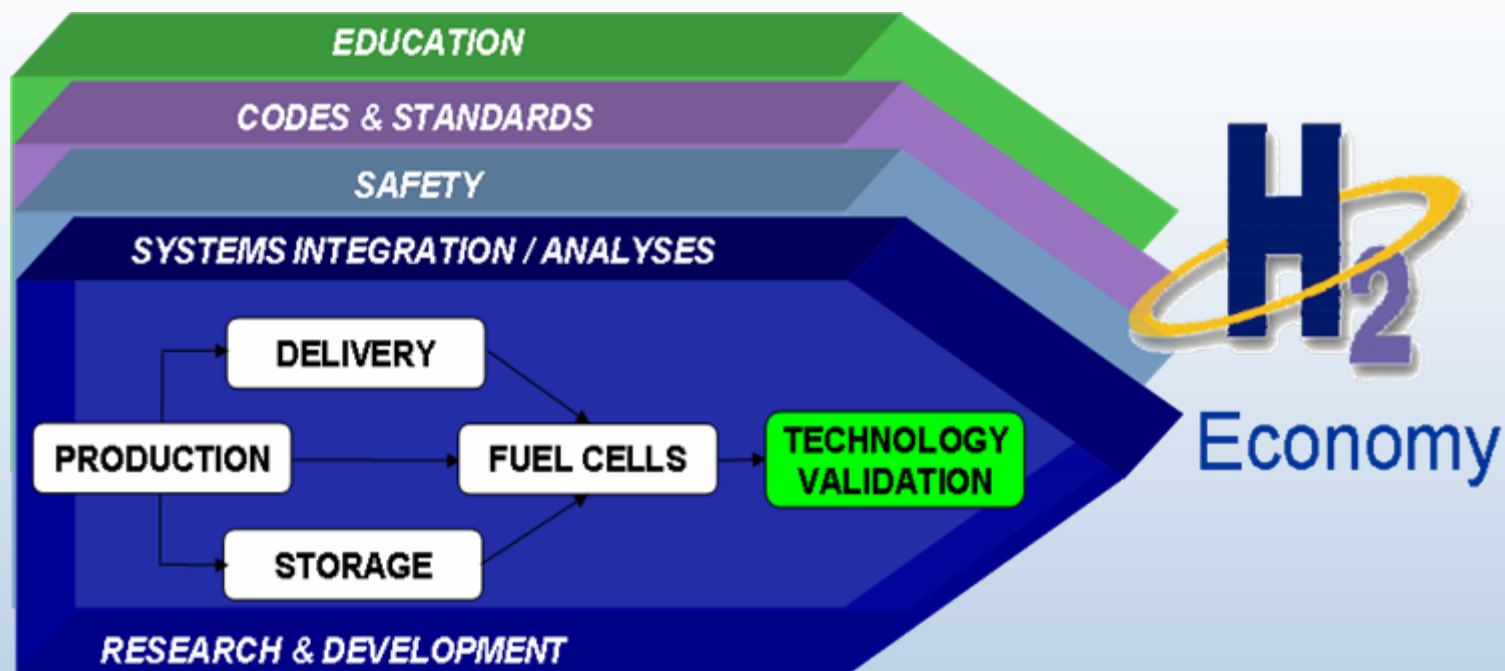 EDUCATION
CODES & STANDARDS
SAFETY
SYSTEMS INTEGRATION / ANALYSES
DELIVERY
PRODUCTION
FUEL CELLS
TECHNOLOGY
VALIDATION
STORAGE
RESEARCH & DEVELOPMENT
H2
Economy